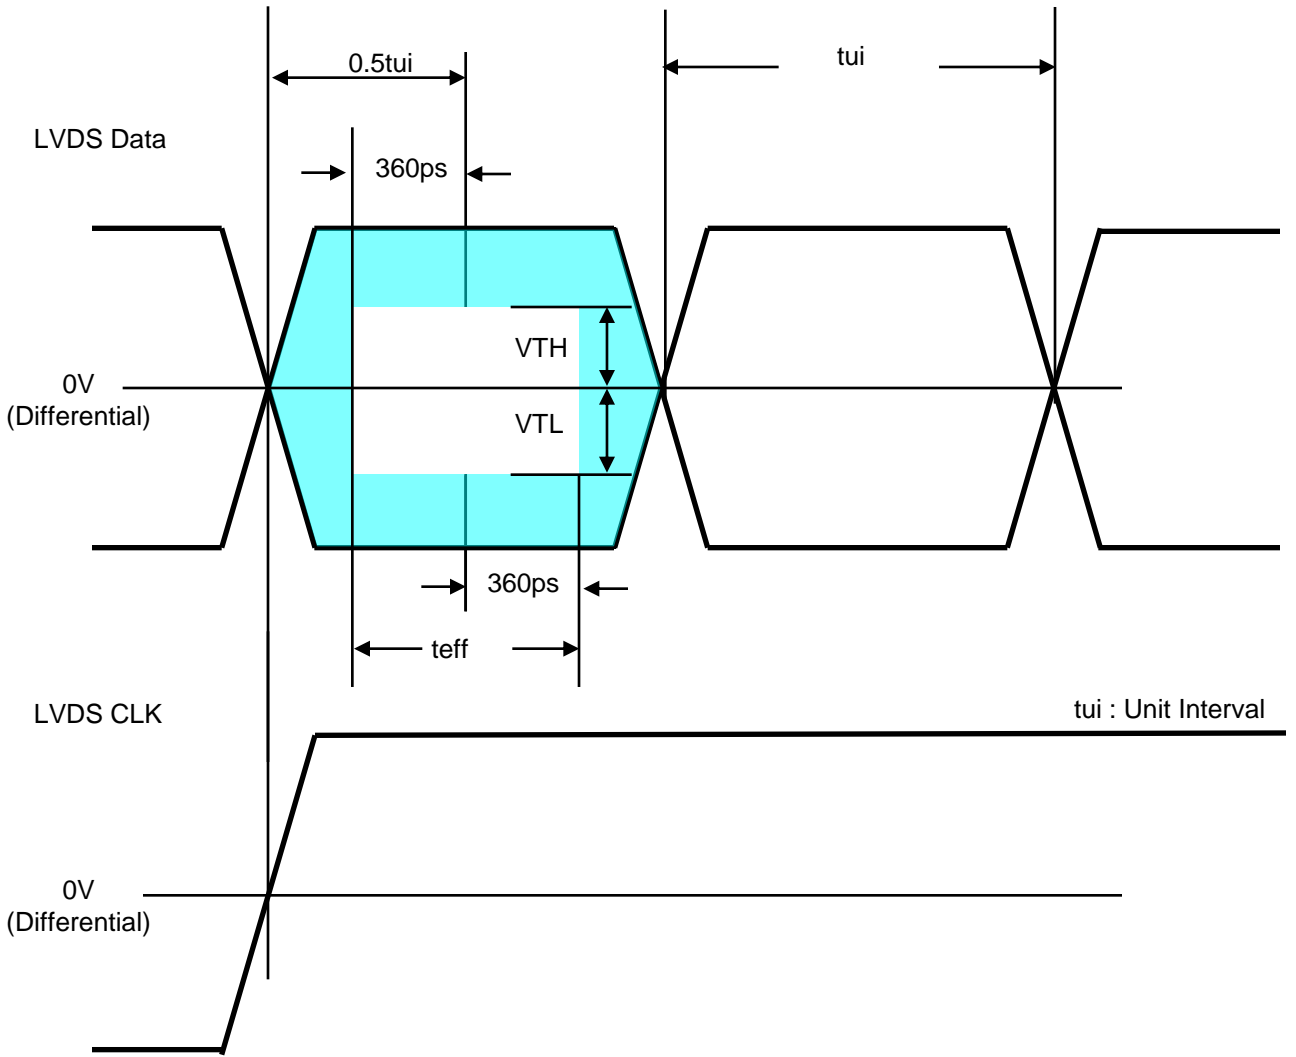 0.5tui
tui
LVDS Data
360ps
VTH
0V
(Differential)
VTL
360ps
teff
LVDS CLK
tui : Unit Interval
0V
(Differential)